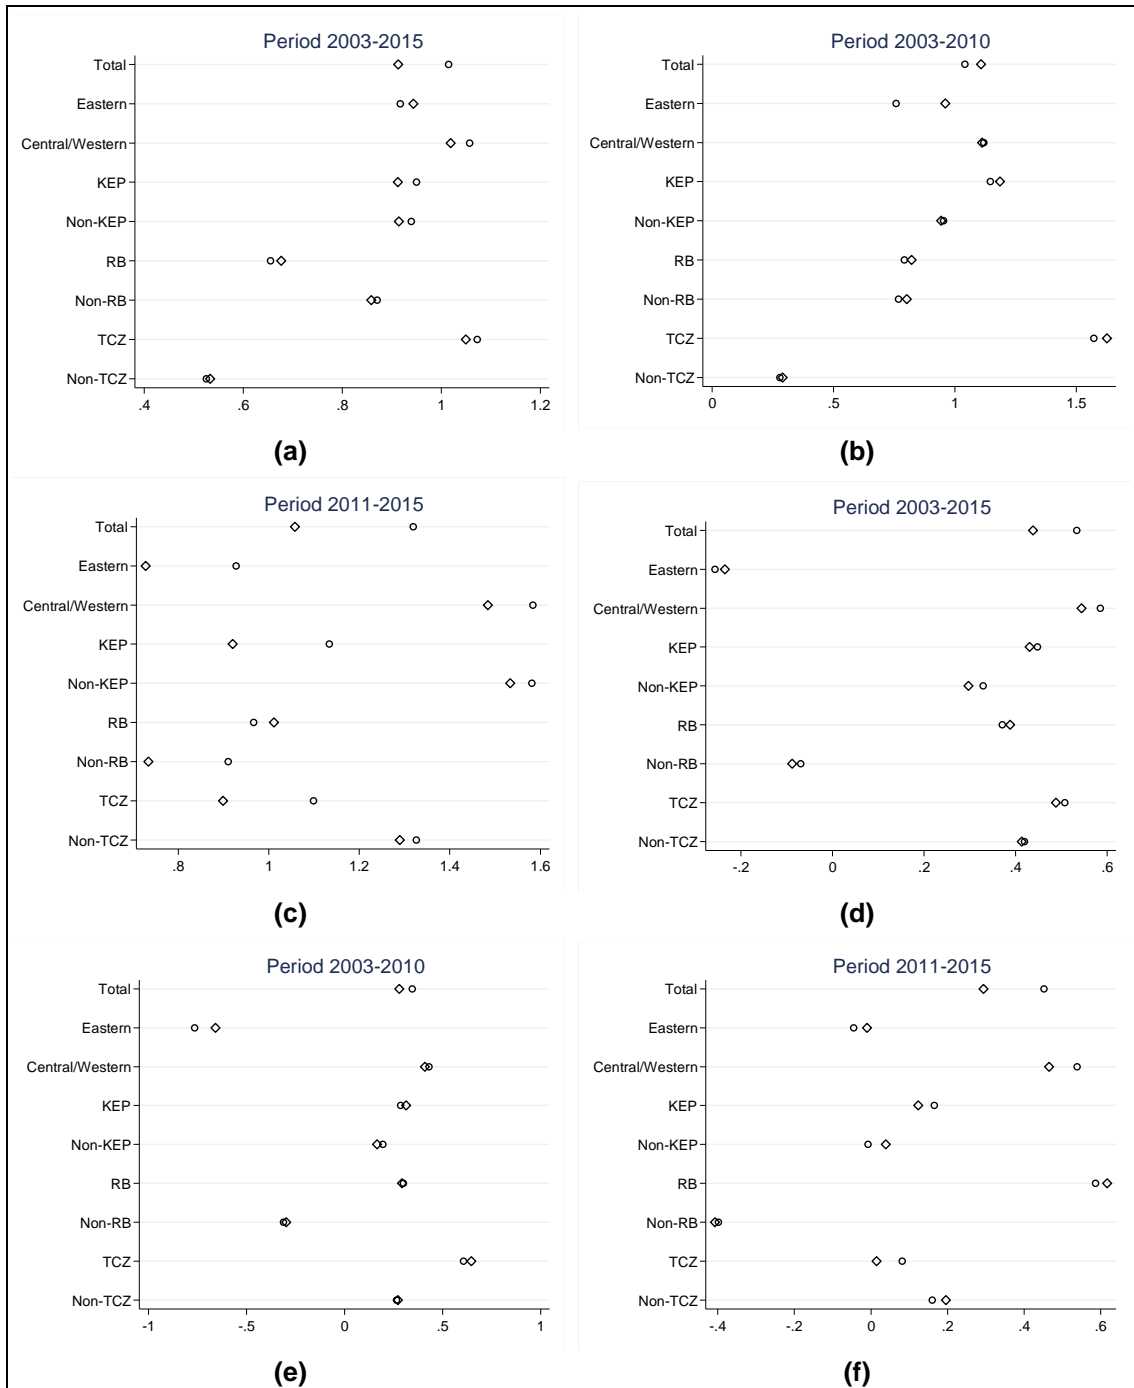 Period 2003-2015
Total
Eastern
Central/Western
KEP
Non-KEP
RB
Non-RB
TCZ
Non-TCZ
.4 .6 .8 1 1.2
(a)
Period 2003-2010
Total
Eastern
Central/Western
KEP
Non-KEP
RB
Non-RB
TCZ
Non-TCZ
0 .5 1 1.5
(b)
Period 2011-2015
Total
Eastern
Central/Western
KEP
Non-KEP
RB
Non-RB
TCZ
Non-TCZ
.8 1 1.2 1.4 1.6
(c)
Period 2003-2015
Total
Eastern
Central/Western
KEP
Non-KEP
RB
Non-RB
TCZ
Non-TCZ
-.2 0 .2 .4 .6
(d)
Period 2003-2010
Total
Eastern
Central/Western
KEP
Non-KEP
RB
Non-RB
TCZ
Non-TCZ
-1 -.5 0 .5 1
(e)
Period 2011-2015
Total
Eastern
Central/Western
KEP
Non-KEP
RB
Non-RB
TCZ
Non-TCZ
-.4 -.2 0 .2 .4 .6
(f)